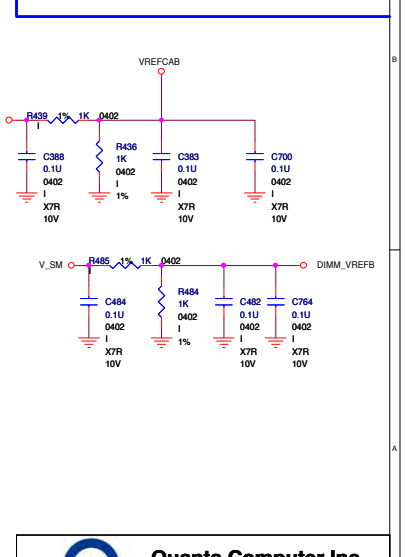 B
VREFCAB
R439 1% 1K 0402
I
C388
0.1U
0402
I
X7R
10V
R436
1K
0402
I
1%
C383
0.1U
0402
I
X7R
10V
C700
0.1U
0402
I
X7R
10V
V_SM
R485 1% 1K 0402
I
DIMM_VREFB
C484
0.1U
0402
I
X7R
10V
R484
1K
0402
I
1%
C482
0.1U
0402
I
X7R
10V
C764
0.1U
0402
I
X7R
10V
A
Quanta Computer Inc